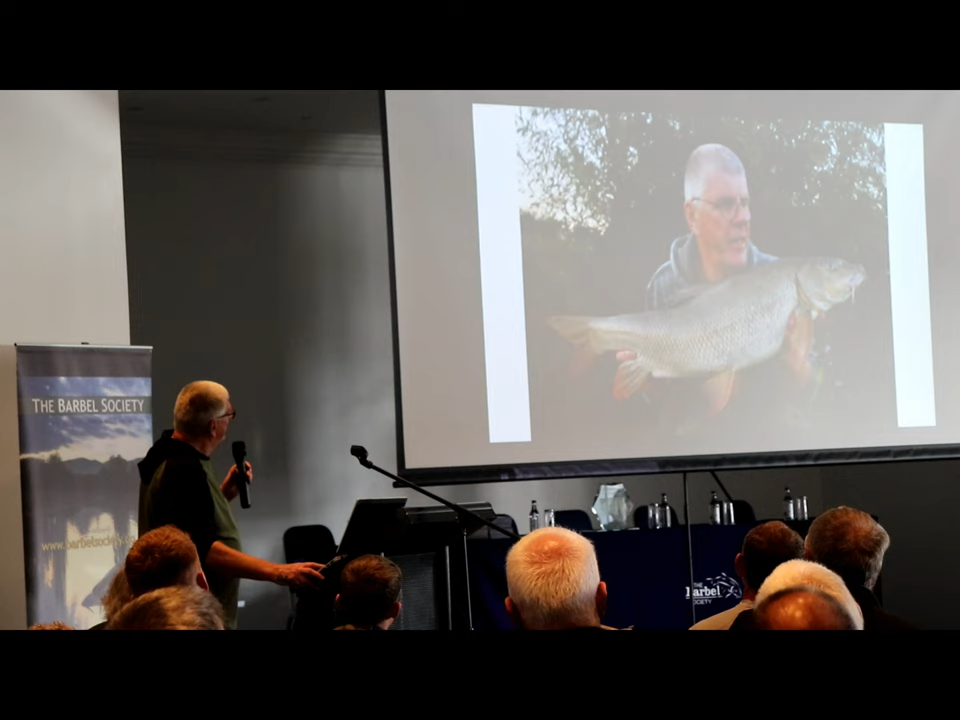 THE BARBEL SOCIETY
www.barbelsociety.
THE
Barbel
SOCIETY